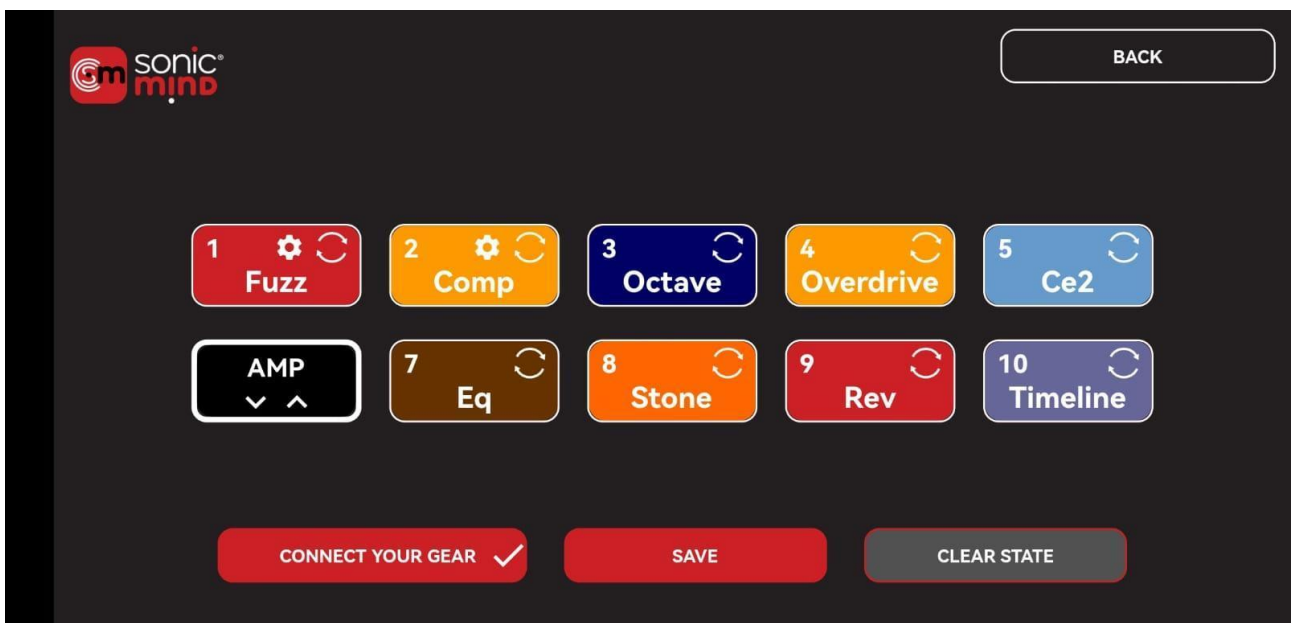 sm sonic®
mind
BACK
1
Fuzz
2
Comp
3
Octave
4
Overdrive
5
Ce2
AMP
7
Eq
8
Stone
9
Rev
10
Timeline
CONNECT YOUR GEAR
SAVE
CLEAR STATE